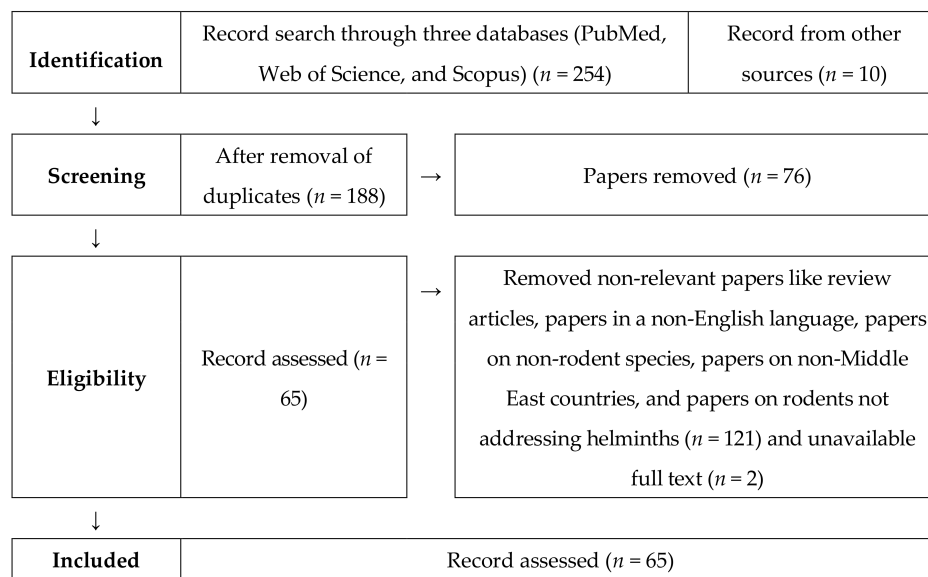 Identification
Record search through three databases (PubMed,
Web of Science, and Scopus) (n = 254)
Record from other
sources (n = 10)
↓
Screening
After removal of
duplicates (n = 188)
→
Papers removed (n = 76)
↓
Eligibility
Record assessed (n =
65)
→
Removed non-relevant papers like review
articles, papers in a non-English language, papers
on non-rodent species, papers on non-Middle
East countries, and papers on rodents not
addressing helminths (n = 121) and unavailable
full text (n = 2)
↓
Included
Record assessed (n = 65)